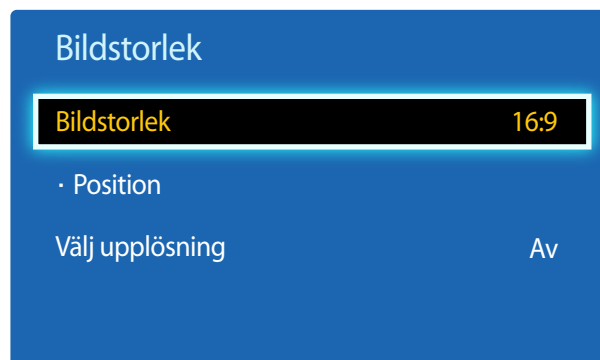 Bildstorlek
Bildstorlek 16:9
· Position
Välj upplösning Av